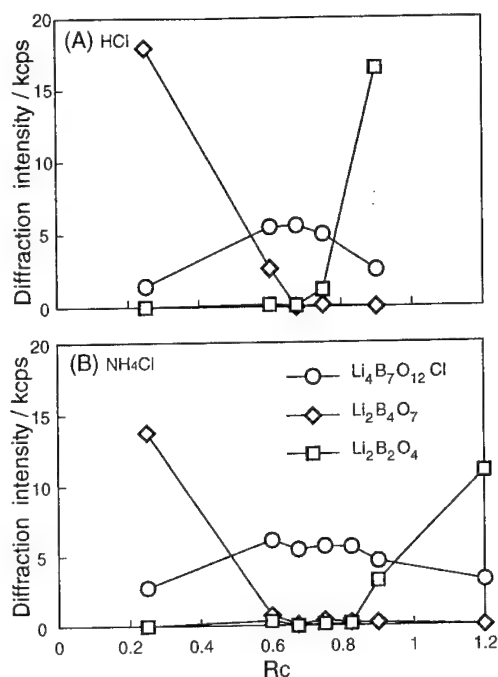 (A) HCl
Diffraction intensity / kcps
20
15
10
5
0
(B) NH₄Cl
Diffraction intensity / kcps
20
15
10
5
0
Li₄B₇O₁₂Cl
Li₂B₄O₇
Li₂B₂O₄
0 0.2 0.4 0.6 0.8 1 1.2
Rc